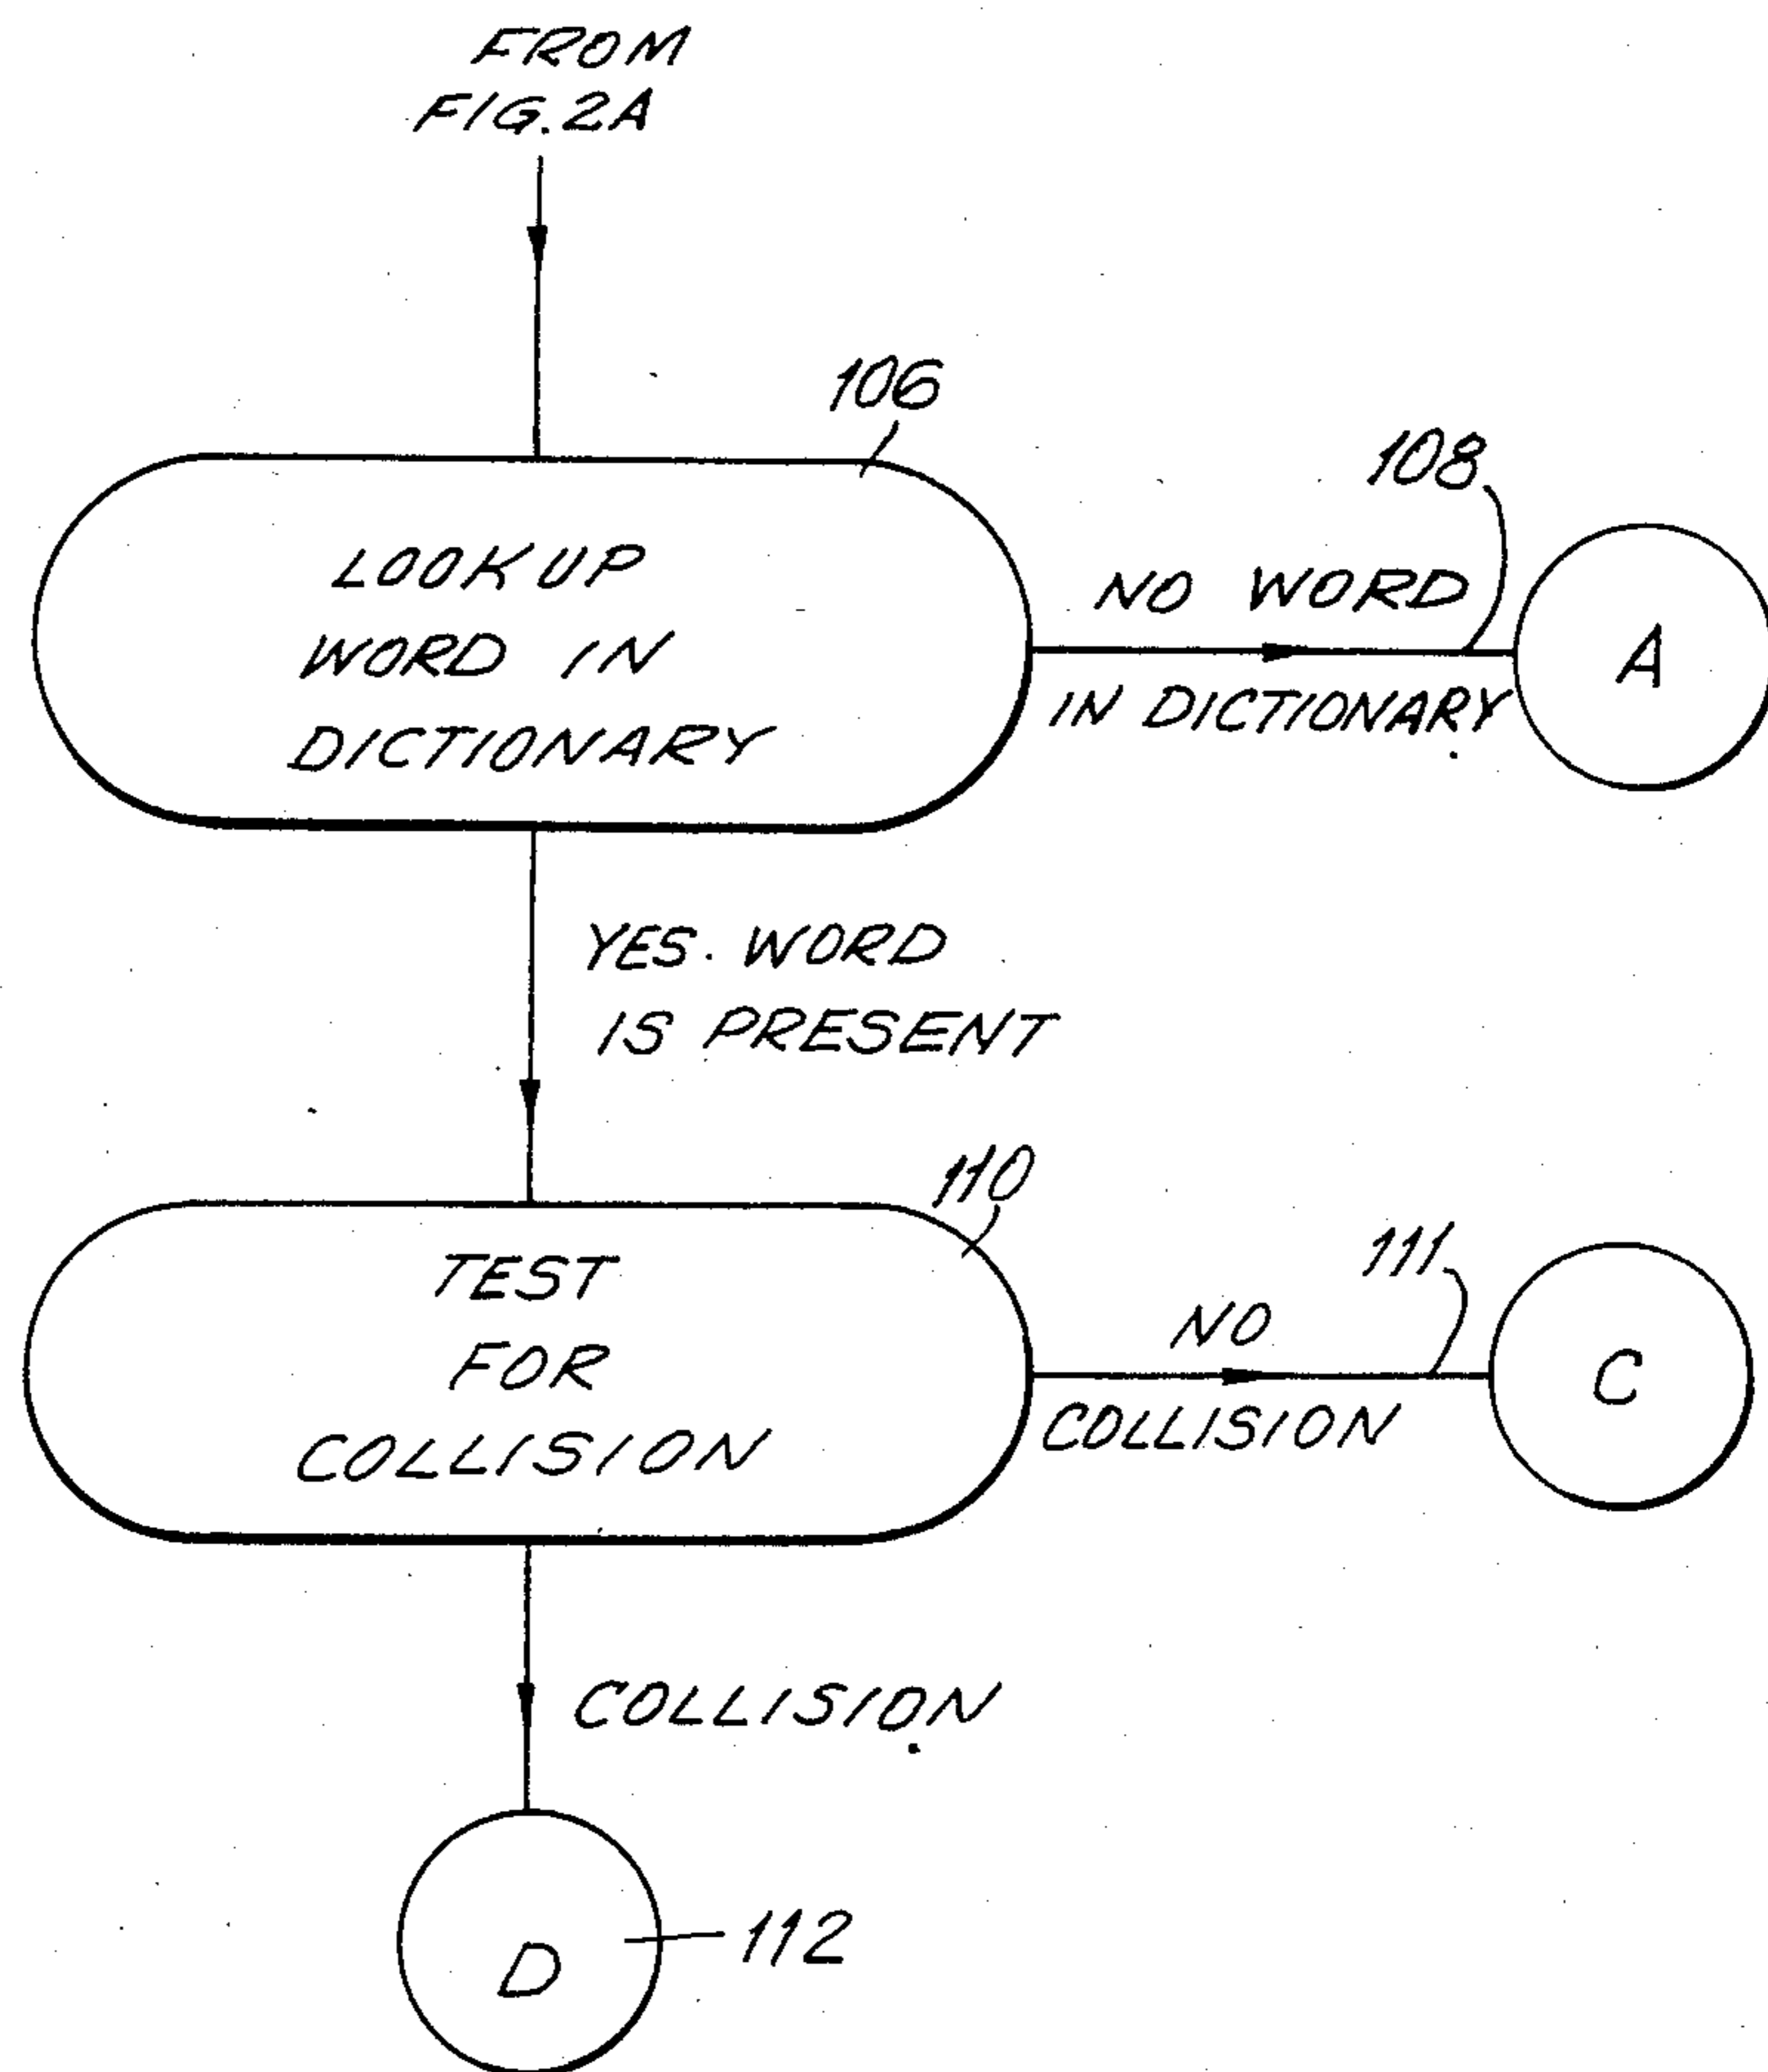 FROM
FIG. 2A
106
LOOKUP
WORD IN
DICTIONARY
108
NO WORD
IN DICTIONARY
A
YES. WORD
IS PRESENT
110
TEST
FOR
COLLISION
111
NO
COLLISION
C
COLLISION
D
112